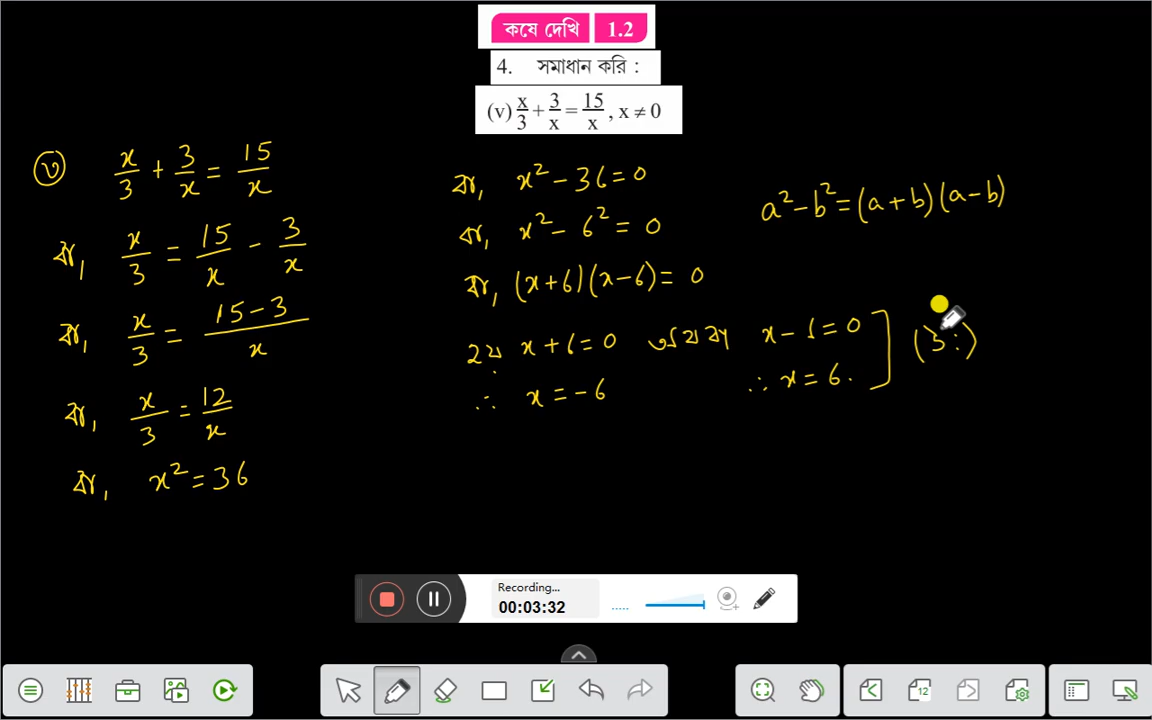 কষে দেখি 1.2
4. সমাধান করি :
(v) x/3 + 3/x = 15/x , x ≠ 0
(v) x/3 + 3/x = 15/x
বা, x/3 = 15/x - 3/x
বা, x/3 = (15-3)/x
বা, x/3 = 12/x
বা, x² = 36
বা, x² - 36 = 0
বা, x² - 6² = 0
বা, (x+6)(x-6) = 0
হয় x+6=0 অথবা x-6=0
∴ x = -6 ∴ x = 6.
a² - b² = (a+b)(a-b)
(উঃ)
Recording...
00:03:32
12